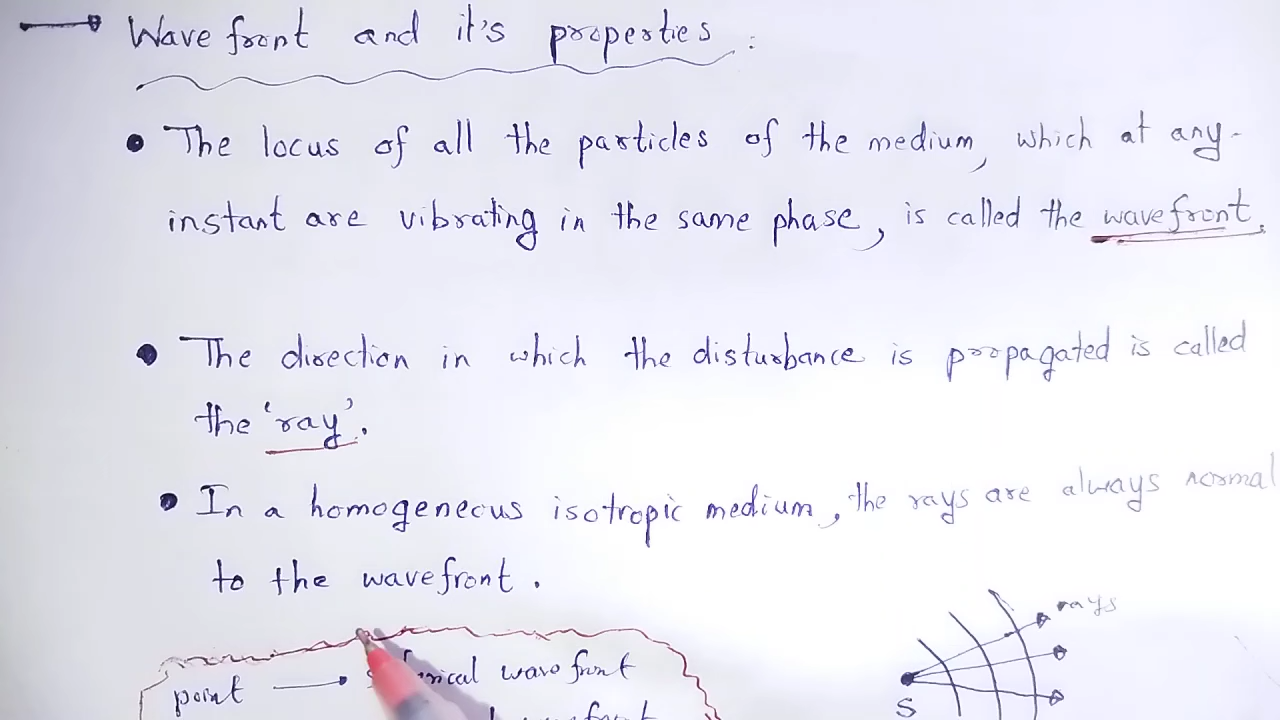 Wave front and it's properties :
The locus of all the particles of the medium, which at any-
instant are vibrating in the same phase, is called the wavefront.
The direction in which the disturbance is propagated is called
the 'ray'.
In a homogeneous isotropic medium, the rays are always normal
to the wavefront.
rays
point wavefront
S